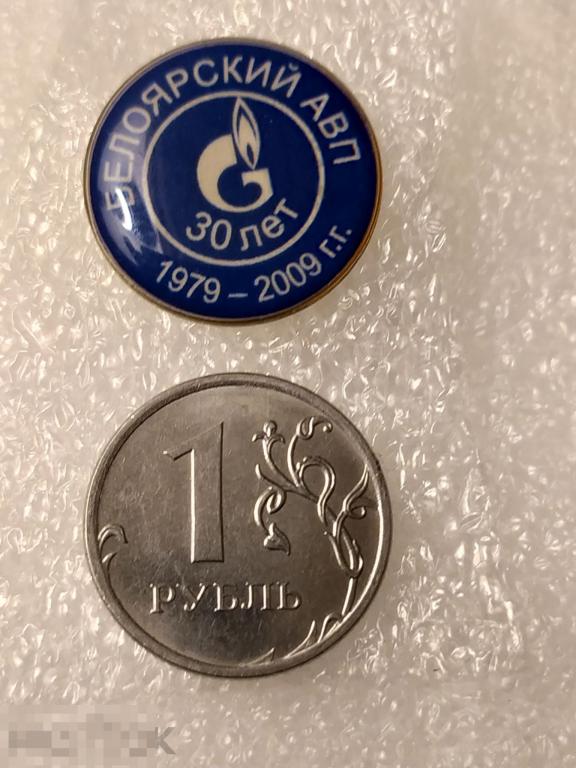 БЕЛОЯРСКИЙ АВП
30 лет
1979 – 2009 г.г.
1
РУБЛЬ